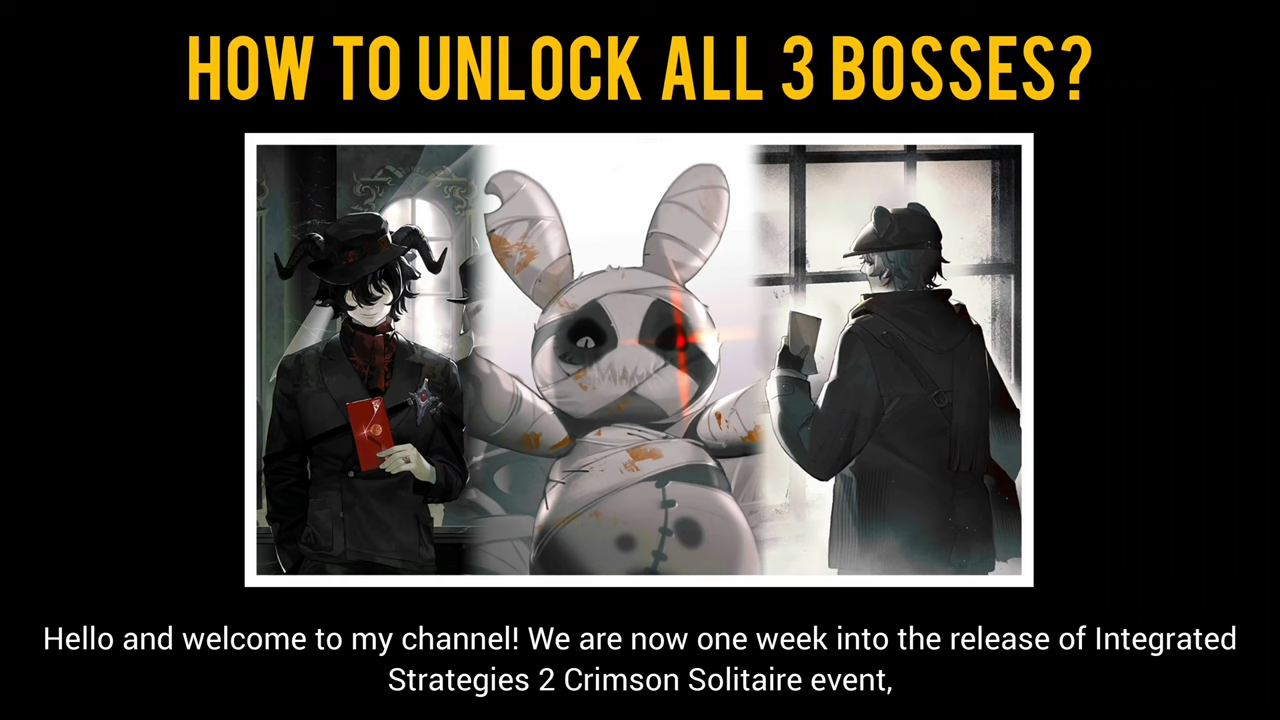 HOW TO UNLOCK ALL 3 BOSSES?
Hello and welcome to my channel! We are now one week into the release of Integrated
Strategies 2 Crimson Solitaire event,